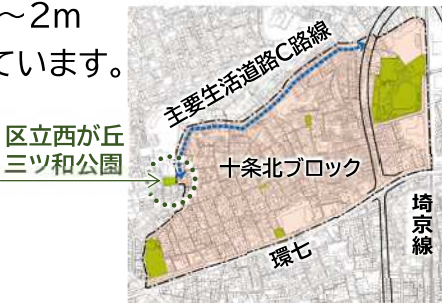 ～2m
ています。
主要生活道路C路線
区立西が丘
三ツ和公園
十条北ブロック
埼京線
環七